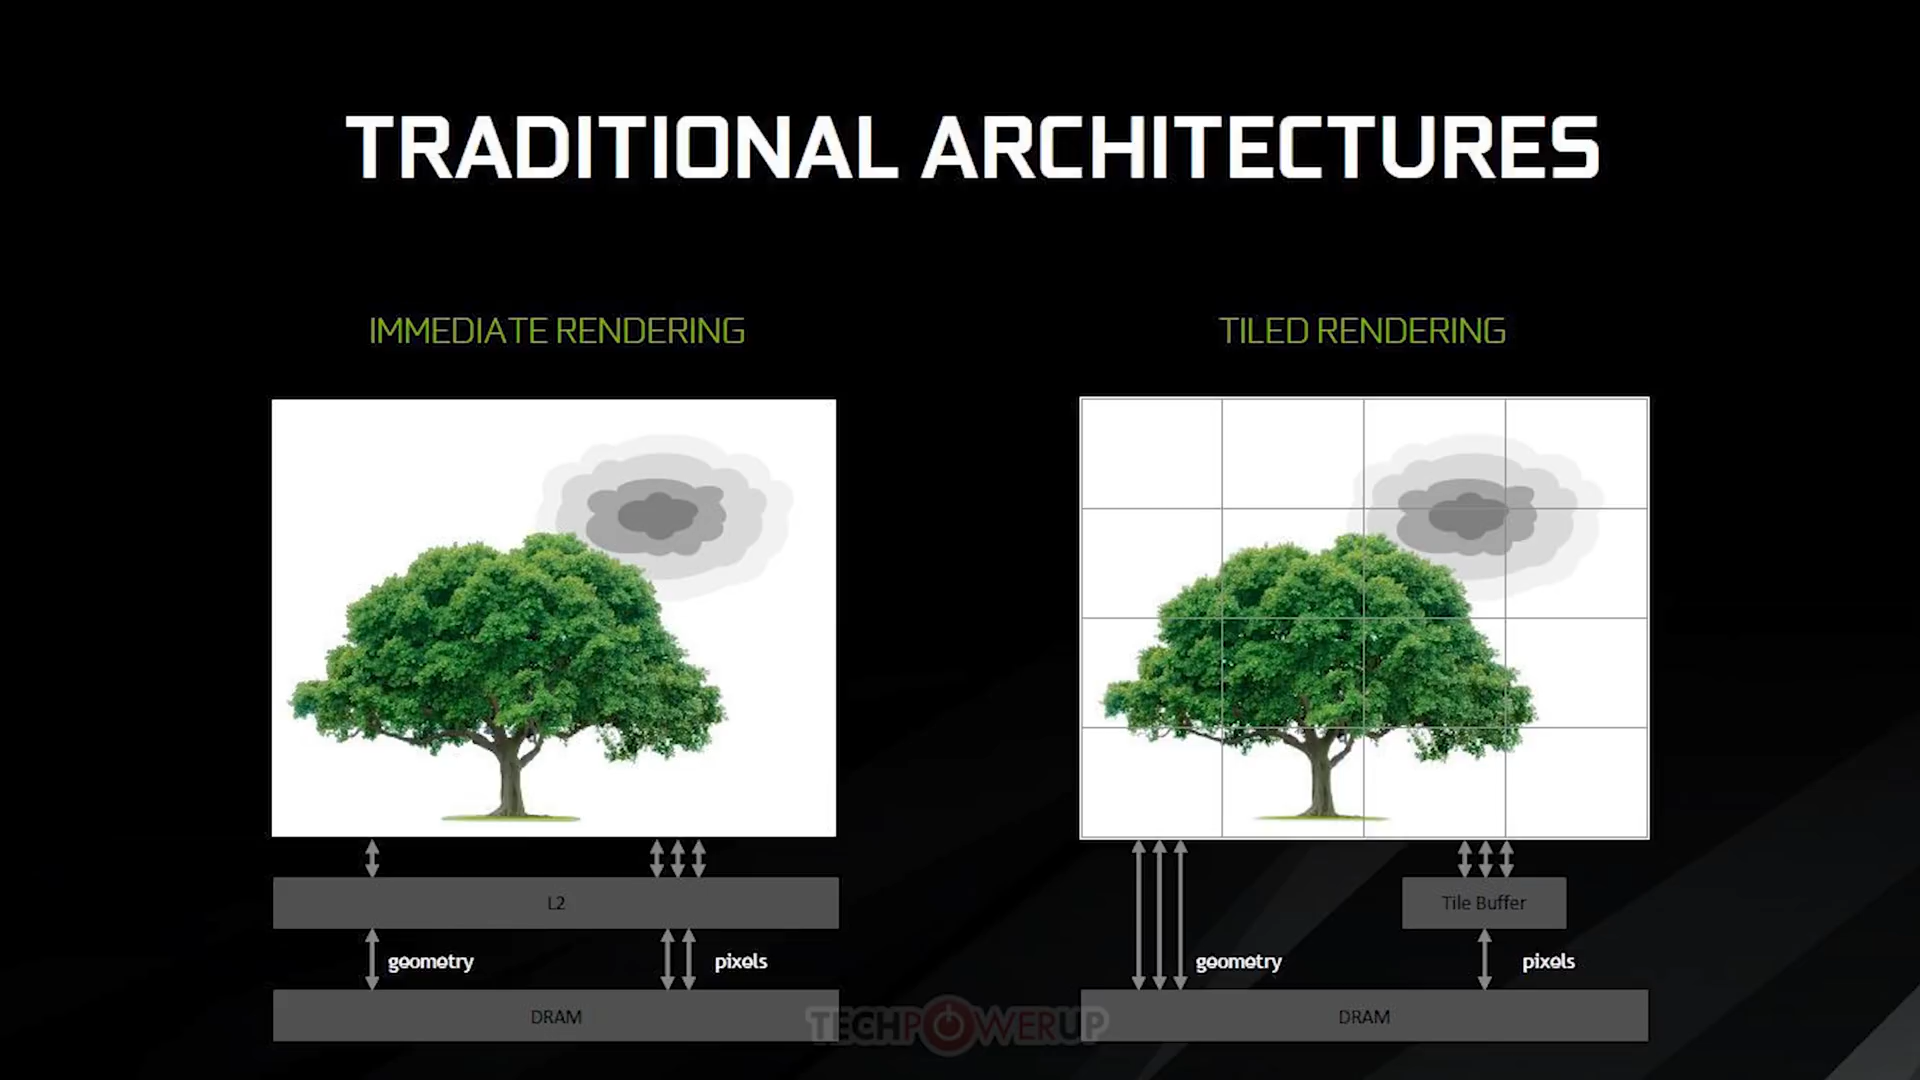 TRADITIONAL ARCHITECTURES
IMMEDIATE RENDERING
TILED RENDERING
L2
geometry
pixels
DRAM
Tile Buffer
geometry
pixels
DRAM
TECHPOWERUP